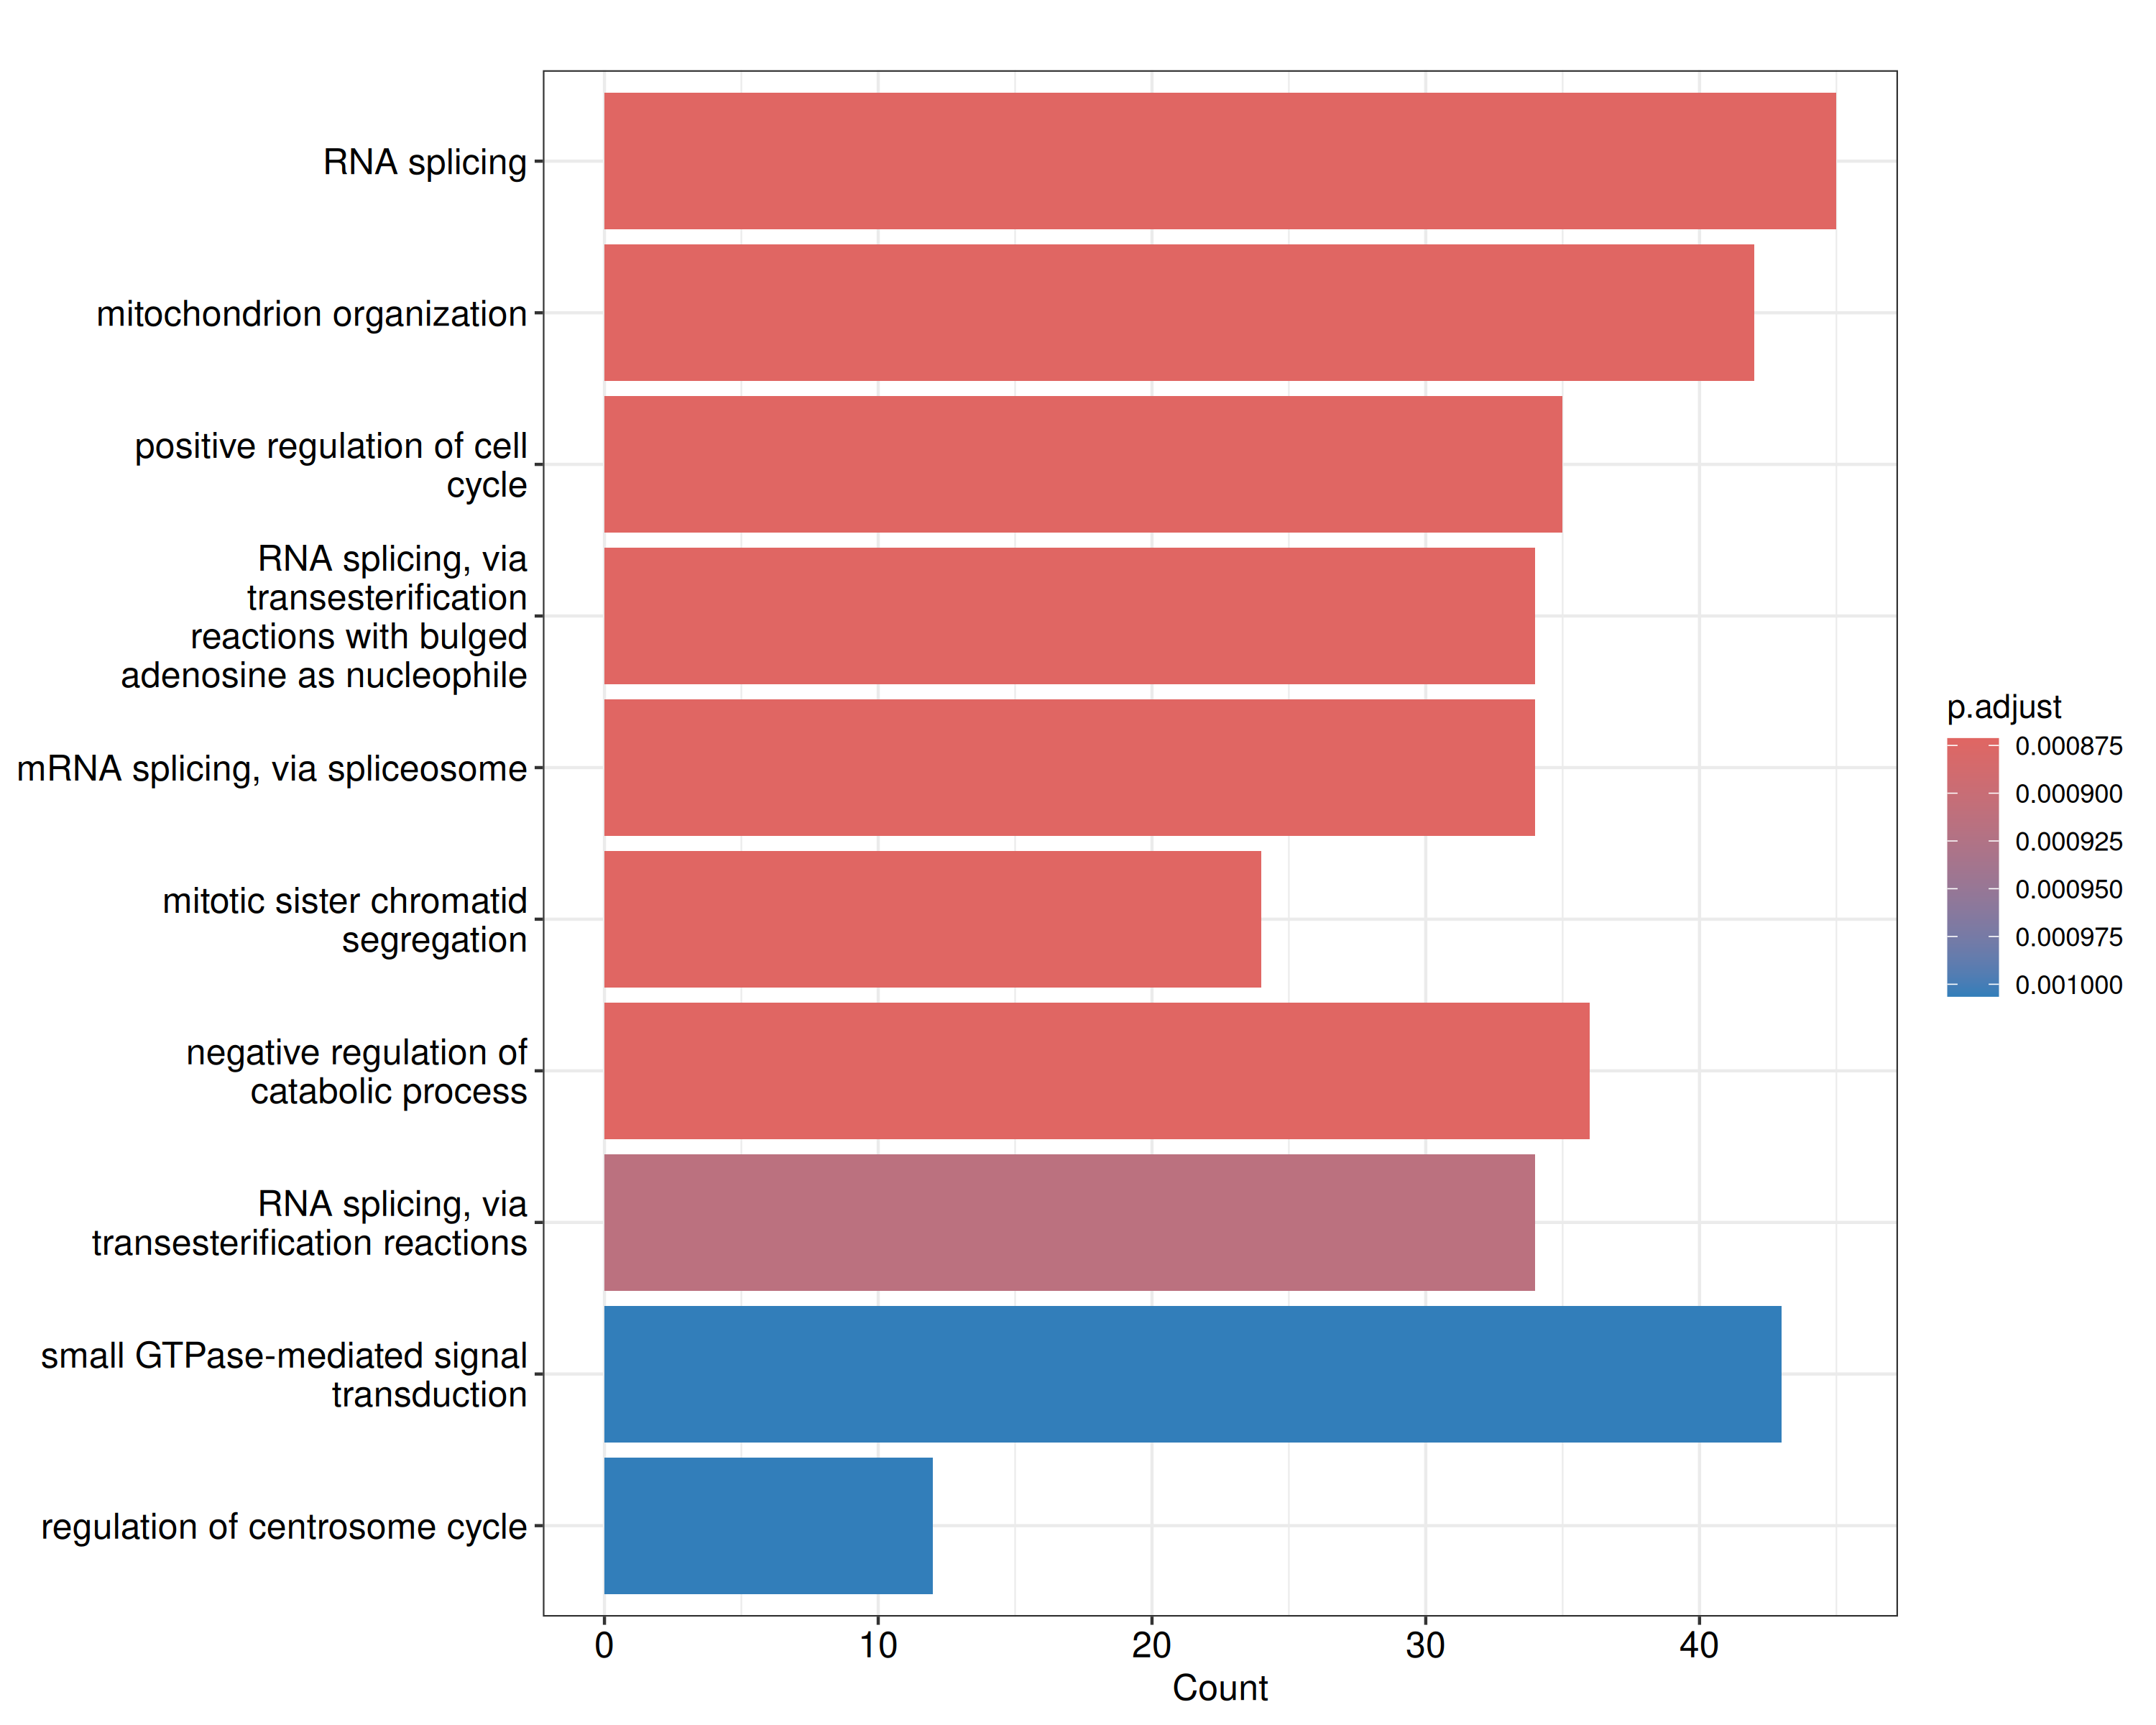 RNA splicing
mitochondrion organization
positive regulation of cell
cycle
RNA splicing, via
transesterification
reactions with bulged
adenosine as nucleophile
mRNA splicing, via spliceosome
mitotic sister chromatid
segregation
negative regulation of
catabolic process
RNA splicing, via
transesterification reactions
small GTPase-mediated signal
transduction
regulation of centrosome cycle
0 10 20 30 40
Count
p.adjust
0.000875
0.000900
0.000925
0.000950
0.000975
0.001000